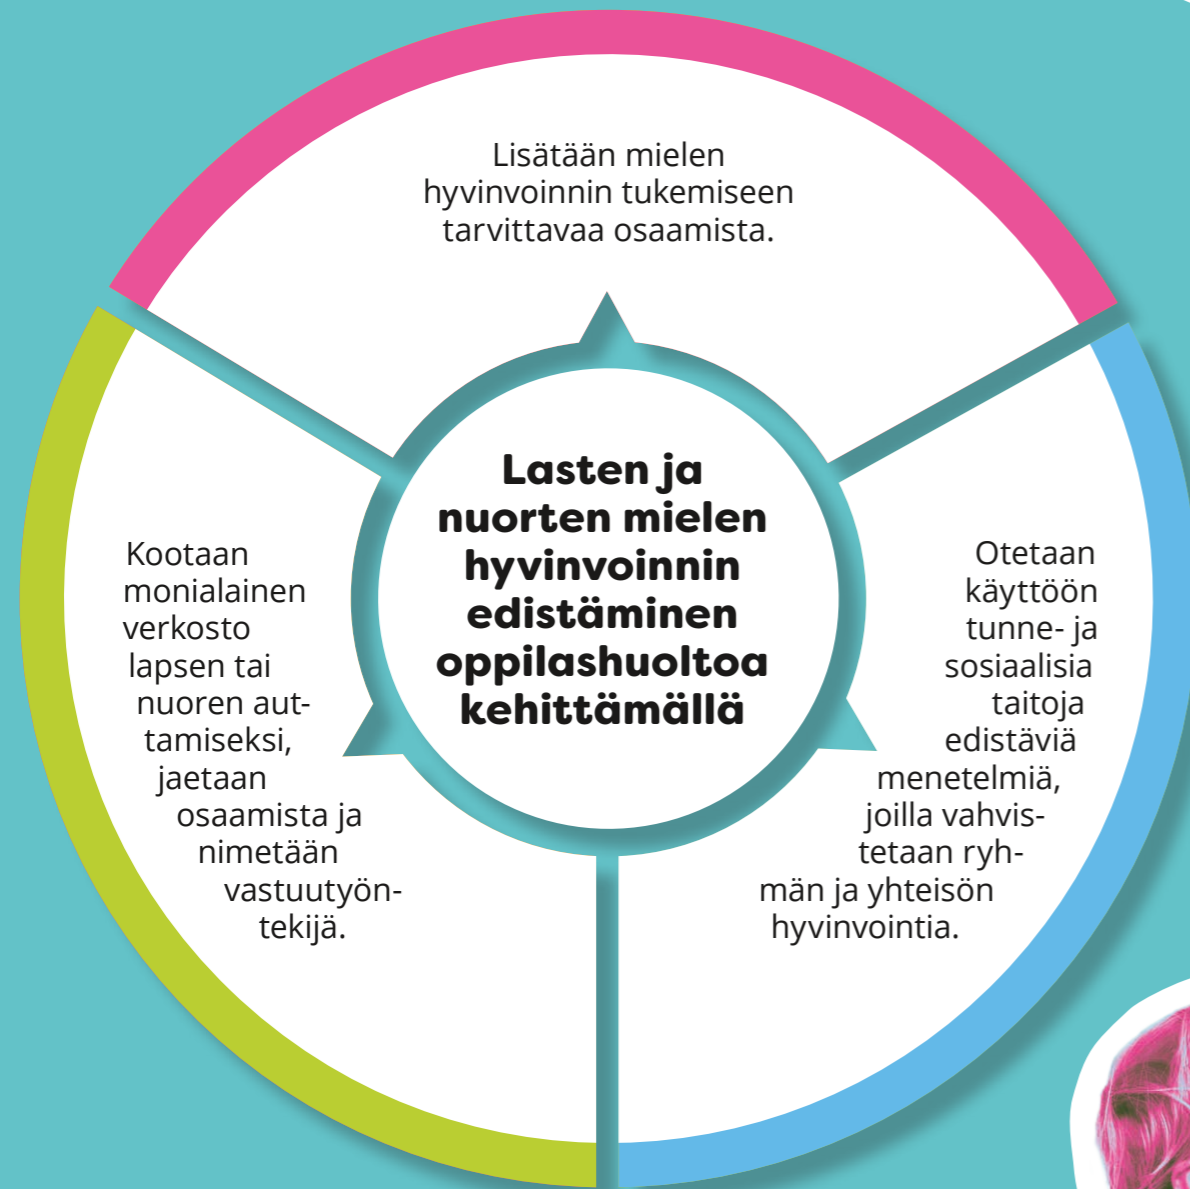 Lisätään mielen
hyvinvoinnin tukemiseen
tarvittavaa osaamista.
Lasten ja
nuorten mielen
hyvinvoinnin
edistäminen
oppilashuoltoa
kehittämällä
Kootaan
monialainen
verkosto
lapsen tai
nuoren aut-
tamiseksi,
jaetaan
osaamista ja
nimetään
vastuutyön-
tekijä.
Otetaan
käyttöön
tunne- ja
sosiaalisia
taitoja
edistäviä
menetelmiä,
joilla vahvis-
tetaan ryh-
män ja yhteisön
hyvinvointia.